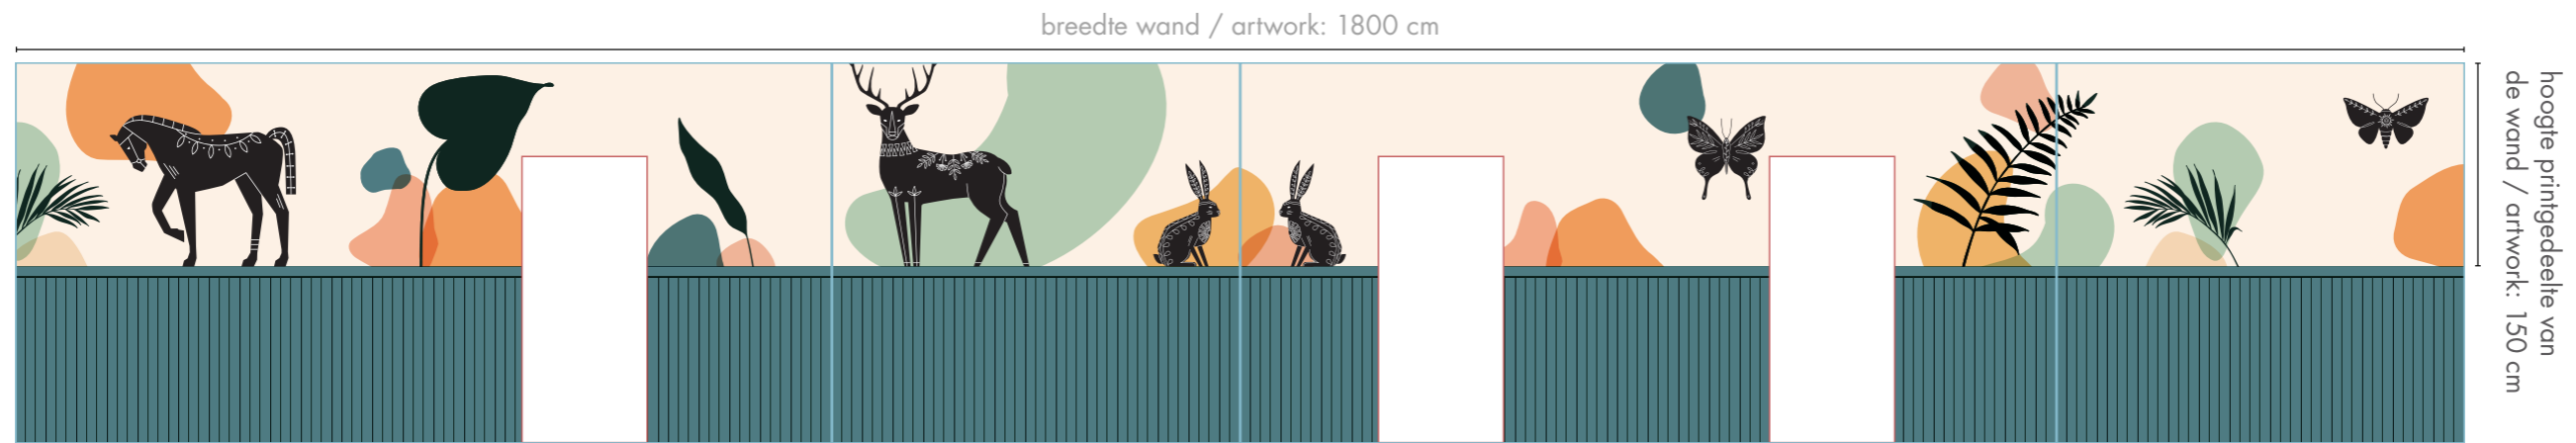 breedte wand / artwork: 1800 cm
hoogte printgedeelte van
de wand / artwork: 150 cm